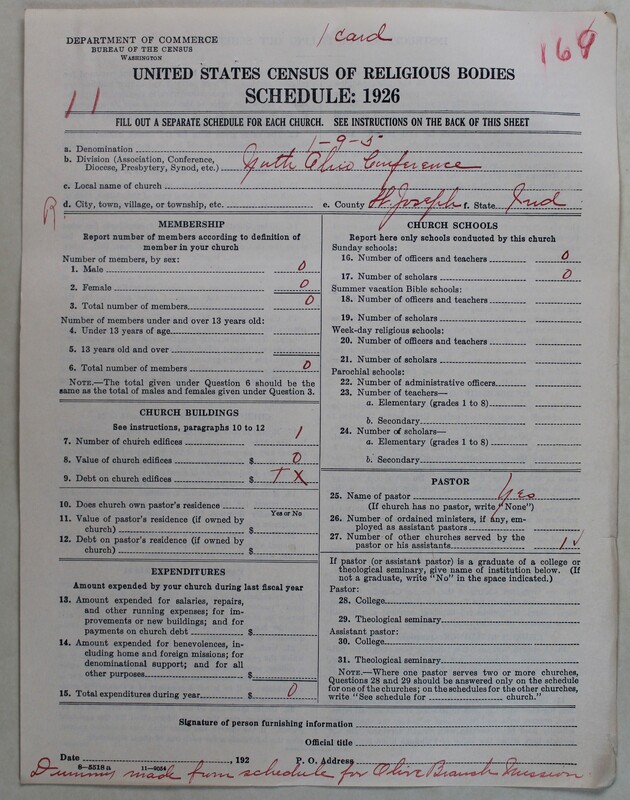 DEPARTMENT OF COMMERCE
BUREAU OF THE CENSUS
WASHINGTON
1 card
169
UNITED STATES CENSUS OF RELIGIOUS BODIES
11
SCHEDULE: 1926
FILL OUT A SEPARATE SCHEDULE FOR EACH CHURCH. SEE INSTRUCTIONS ON THE BACK OF THIS SHEET
a. Denomination 1-9-5
b. Division (Association, Conference, Diocese, Presbytery, Synod, etc.) North Ohio Conference
c. Local name of church
R
d. City, town, village, or township, etc. e. County St. Joseph f. State Ind
MEMBERSHIP
Report number of members according to definition of
member in your church
Number of members, by sex:
1. Male 0
2. Female 0
3. Total number of members 0
Number of members under and over 13 years old:
4. Under 13 years of age
5. 13 years old and over
6. Total number of members 0
NOTE.—The total given under Question 6 should be the
same as the total of males and females given under Question 3.
CHURCH BUILDINGS
See instructions, paragraphs 10 to 12
7. Number of church edifices 1
8. Value of church edifices $ 0
9. Debt on church edifices $ T X
10. Does church own pastor's residence
Yes or No
11. Value of pastor's residence (if owned by
church) $
12. Debt on pastor's residence (if owned by
church) $
EXPENDITURES
Amount expended by your church during last fiscal year
13. Amount expended for salaries, repairs,
and other running expenses; for im-
provements or new buildings; and for
payments on church debt $
14. Amount expended for benevolences, in-
cluding home and foreign missions; for
denominational support; and for all
other purposes $
15. Total expenditures during year $ 0
CHURCH SCHOOLS
Report here only schools conducted by this church
Sunday schools:
16. Number of officers and teachers 0
17. Number of scholars 0
Summer vacation Bible schools:
18. Number of officers and teachers
19. Number of scholars
Week-day religious schools:
20. Number of officers and teachers
21. Number of scholars
Parochial schools:
22. Number of administrative officers
23. Number of teachers—
a. Elementary (grades 1 to 8)
b. Secondary
24. Number of scholars—
a. Elementary (grades 1 to 8)
b. Secondary
PASTOR
25. Name of pastor Yes
(If church has no pastor, write "None")
26. Number of ordained ministers, if any, em-
ployed as assistant pastors
27. Number of other churches served by the
pastor or his assistants 1 ✓
If pastor (or assistant pastor) is a graduate of a college or
theological seminary, give name of institution below. (If
not a graduate, write "No" in the space indicated.)
Pastor:
28. College
29. Theological seminary
Assistant pastor:
30. College
31. Theological seminary
NOTE.—Where one pastor serves two or more churches,
Questions 28 and 29 should be answered only on the schedule
for one of the churches; on the schedules for the other churches,
write "See schedule for ______ church."
Signature of person furnishing information
Official title
Date , 192 P. O. Address
8-5518a 11-9034
Dummy made from schedule for Olive Branch Mission